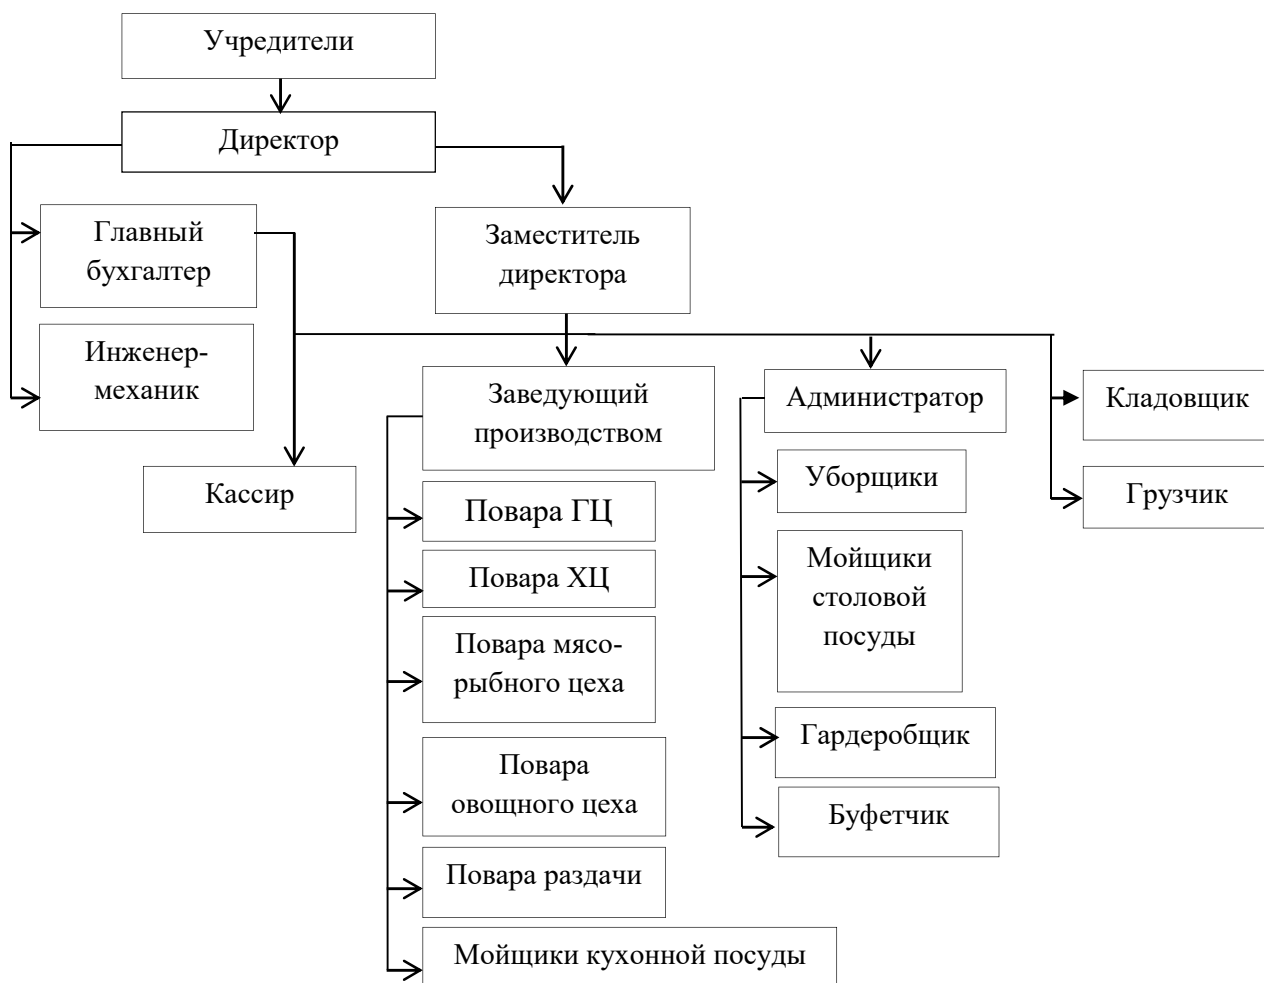 Учредители
Директор
Главный
бухгалтер
Заместитель
директора
Инженер-
механик
Заведующий
производством
Администратор
Кладовщик
Кассир
Уборщики
Грузчик
Повара ГЦ
Повара ХЦ
Мойщики
столовой
посуды
Повара мясо-
рыбного цеха
Гардеробщик
Повара
овощного цеха
Буфетчик
Повара раздачи
Мойщики кухонной посуды